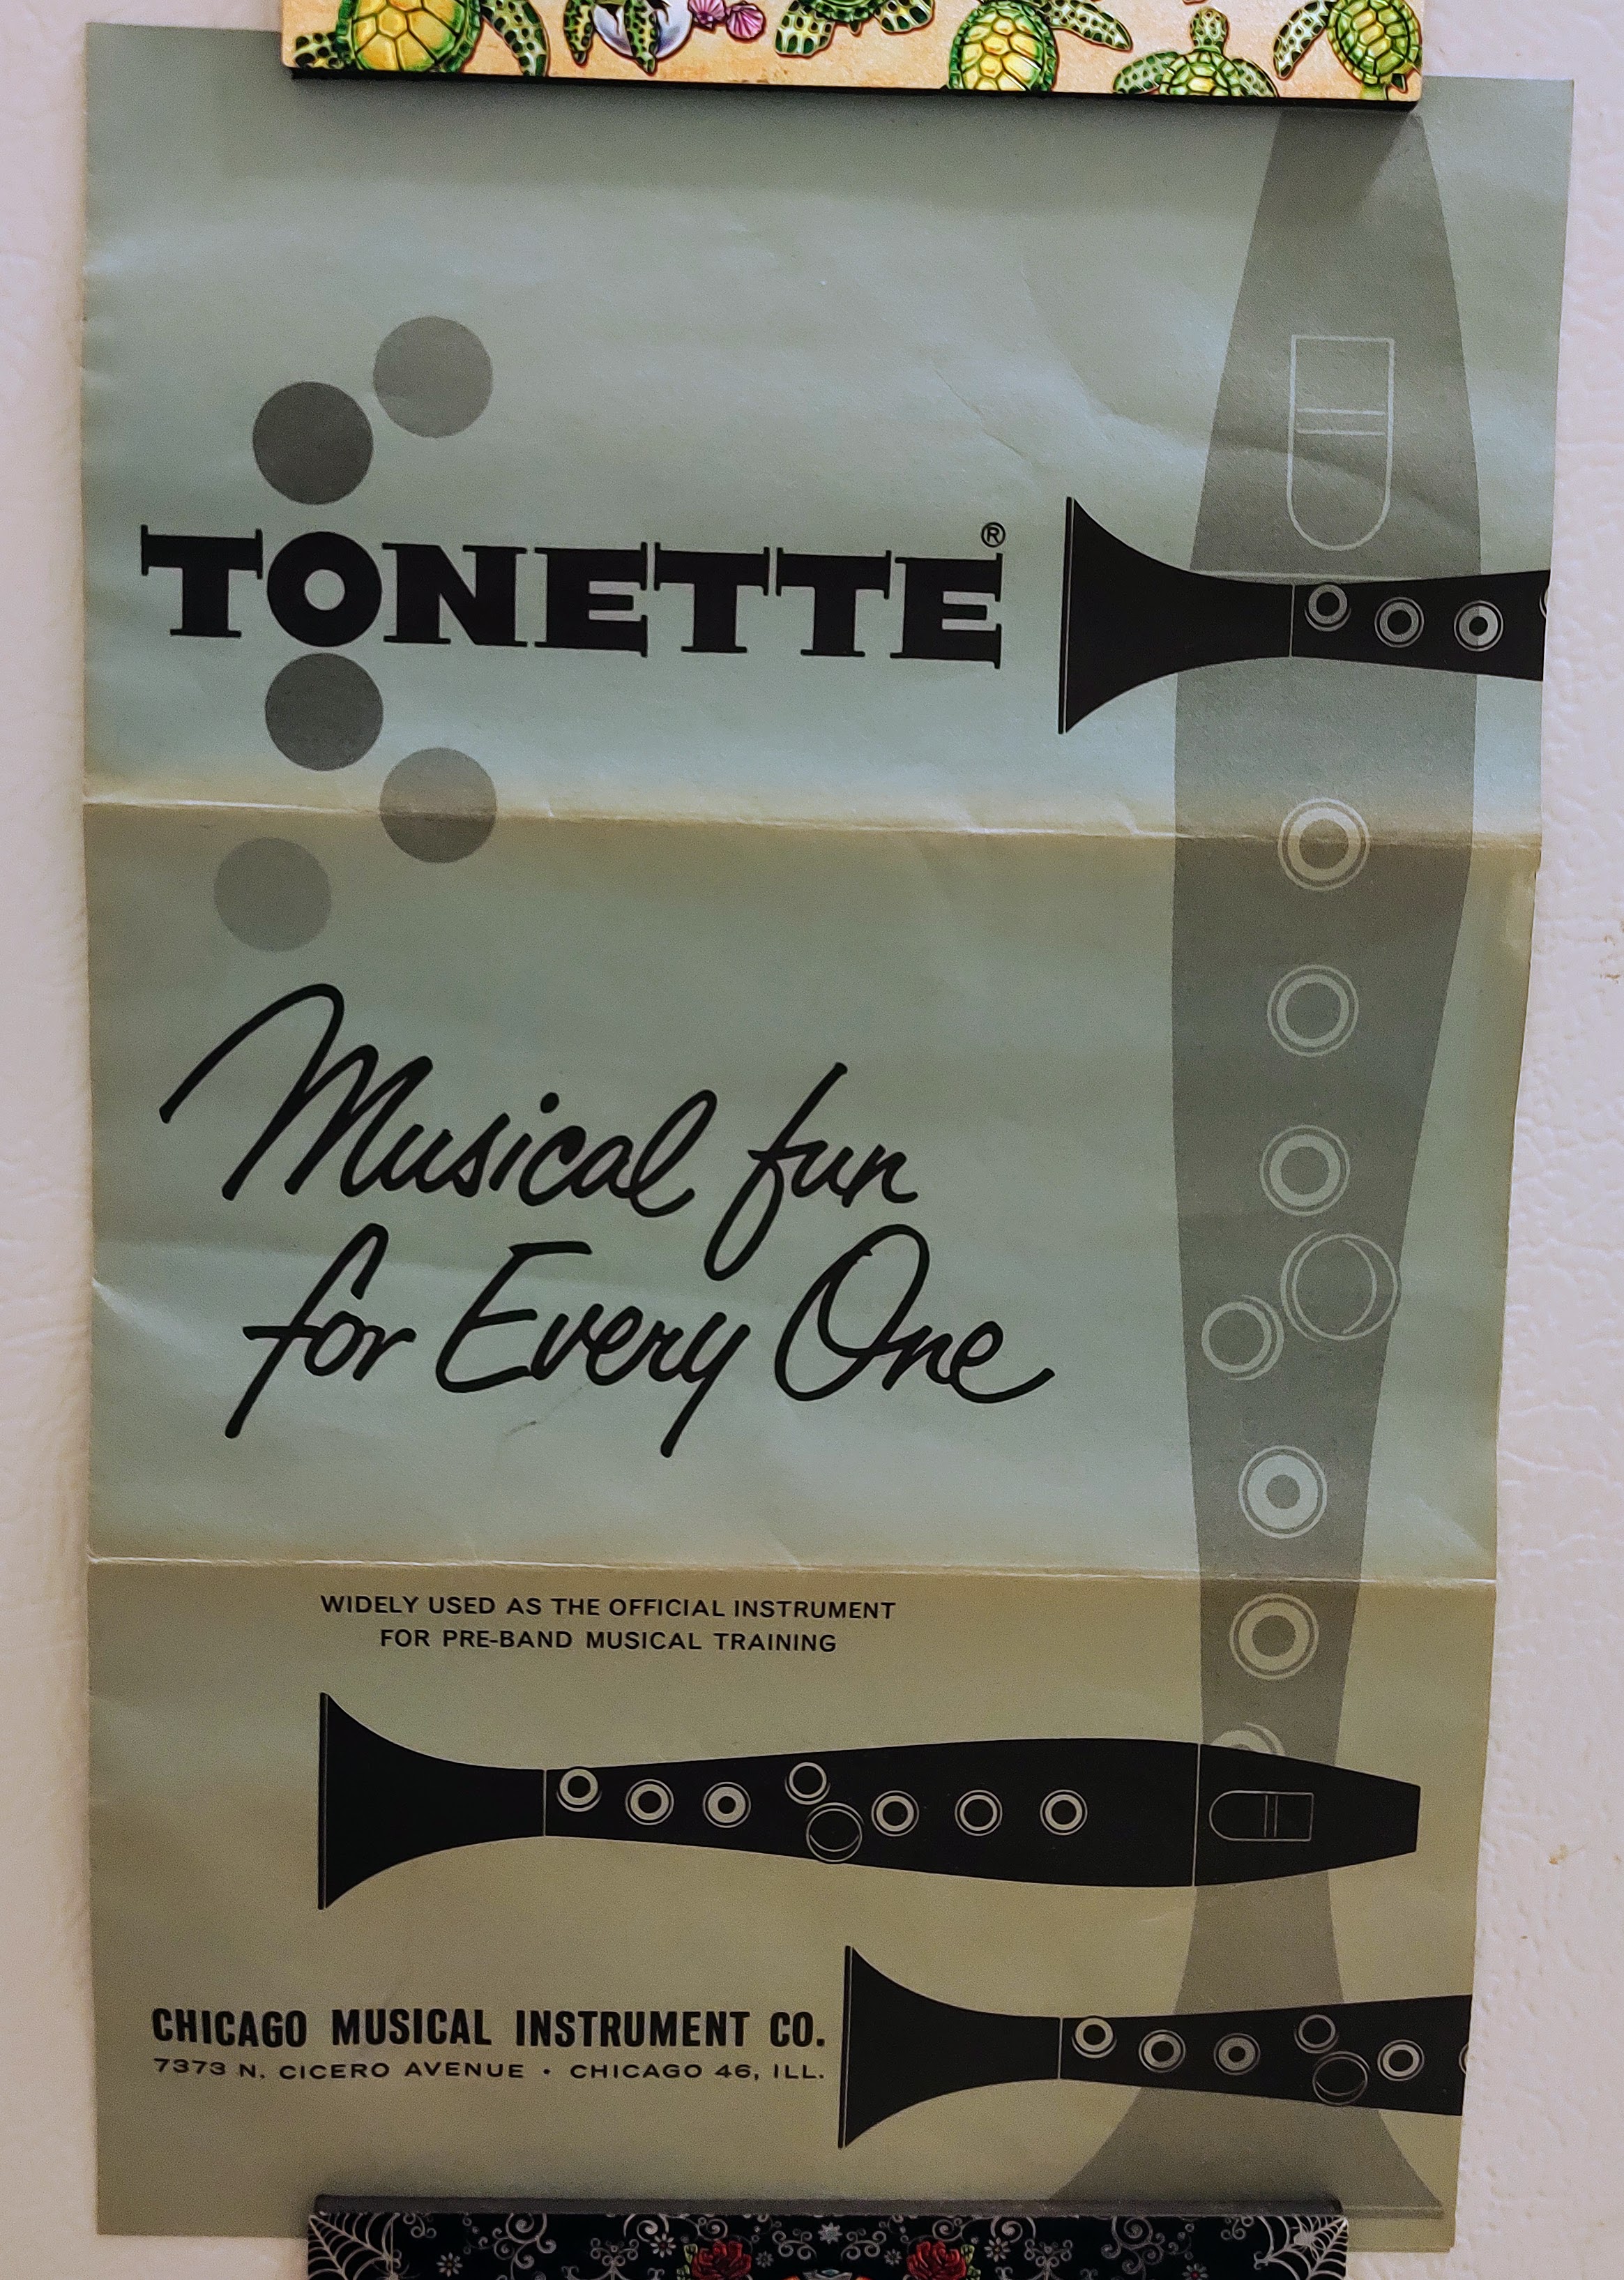 TONETTE®
Musical fun
for Every One
WIDELY USED AS THE OFFICIAL INSTRUMENT
FOR PRE-BAND MUSICAL TRAINING
CHICAGO MUSICAL INSTRUMENT CO.
7373 N. CICERO AVENUE • CHICAGO 46, ILL.